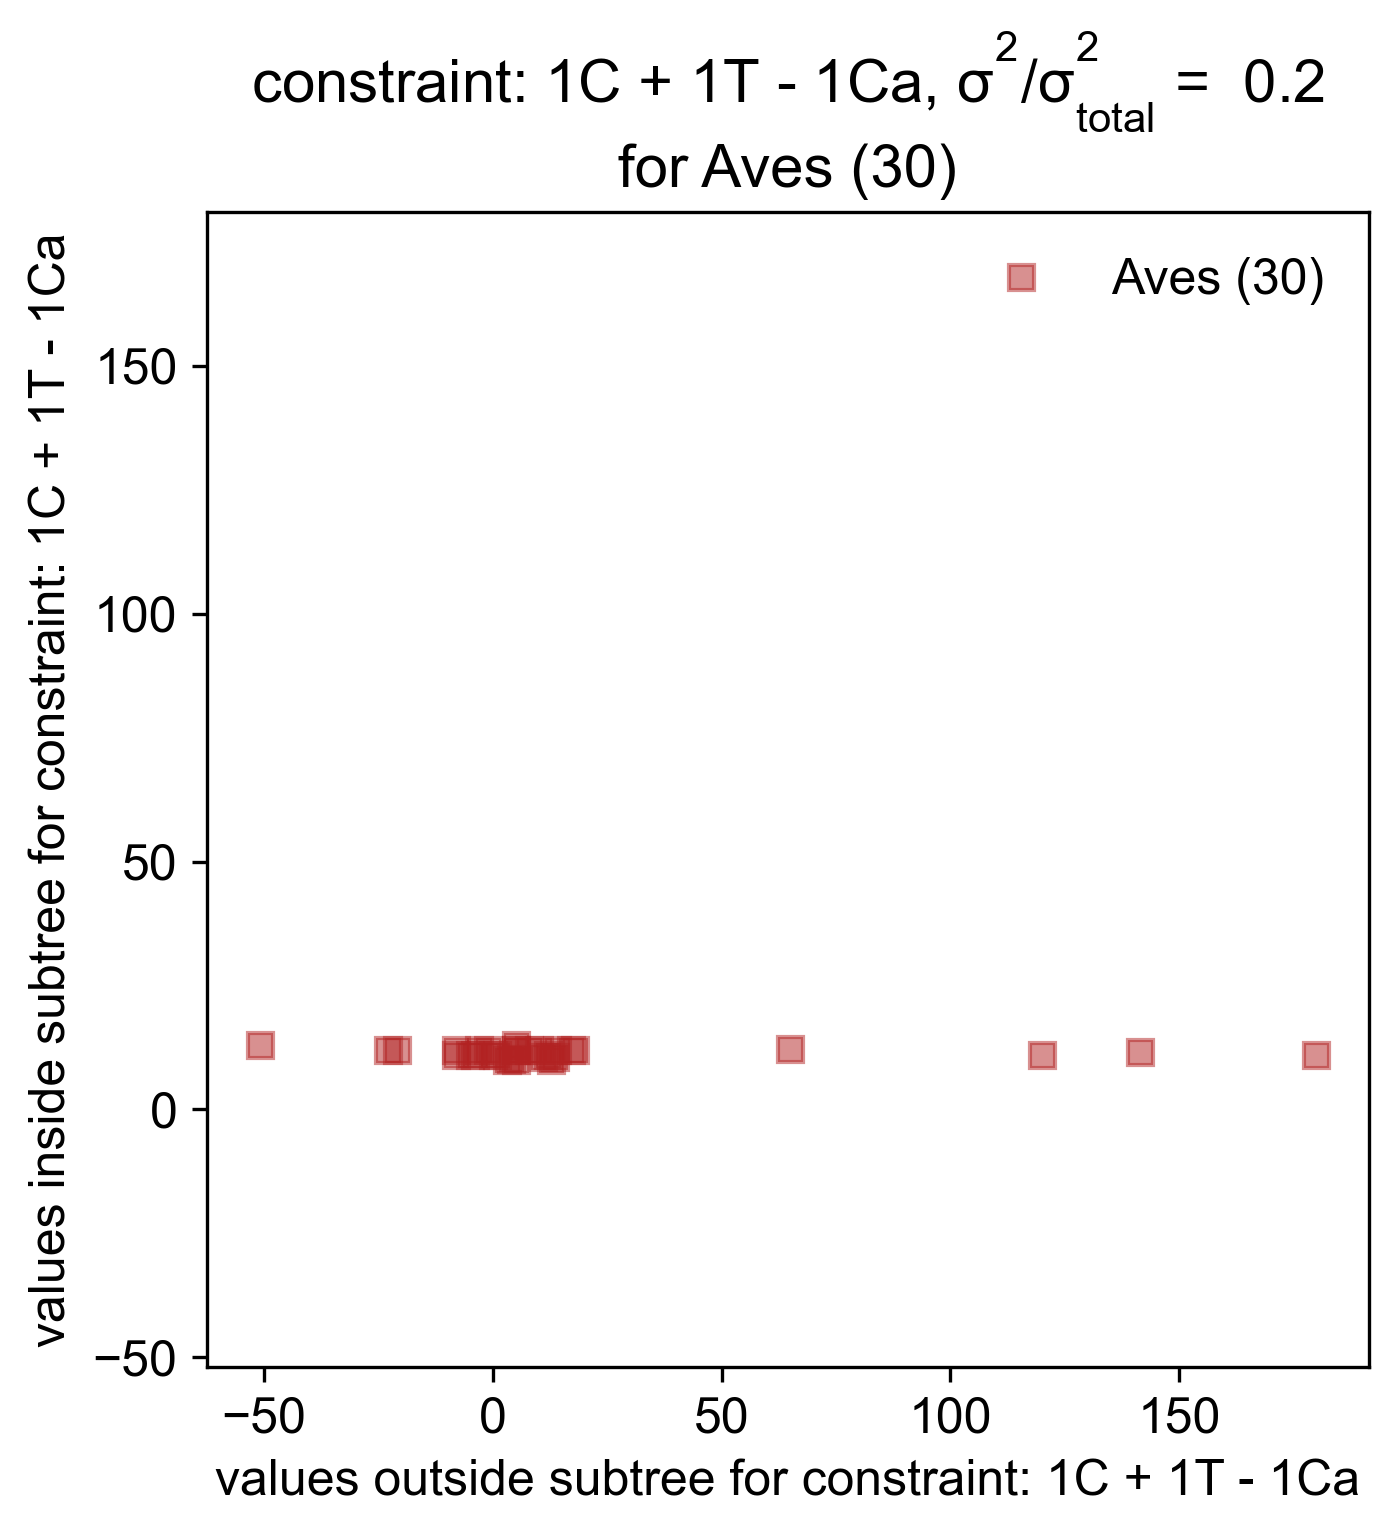 constraint: 1C + 1T - 1Ca, σ²/σ²total = 0.2
for Aves (30)
Aves (30)
values inside subtree for constraint: 1C + 1T - 1Ca
150
100
50
0
−50
−50 0 50 100 150
values outside subtree for constraint: 1C + 1T - 1Ca